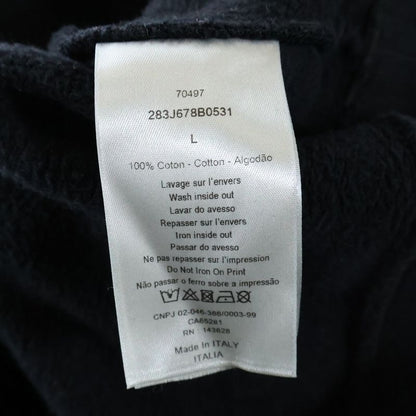 70497
283J678B0531
L
100% Coton - Cotton - Algodão
Lavage sur l'envers
Wash inside out
Lavar do avesso
Repasser sur l'envers
Iron inside out
Passar do avesso
Ne pas repasser sur l'impression
Do Not Iron On Print
Não passar o ferro sobre a impressão
CNPJ 02-046-386/0003-99
CA65261
RN : 143628
Made In ITALY
ITALIA